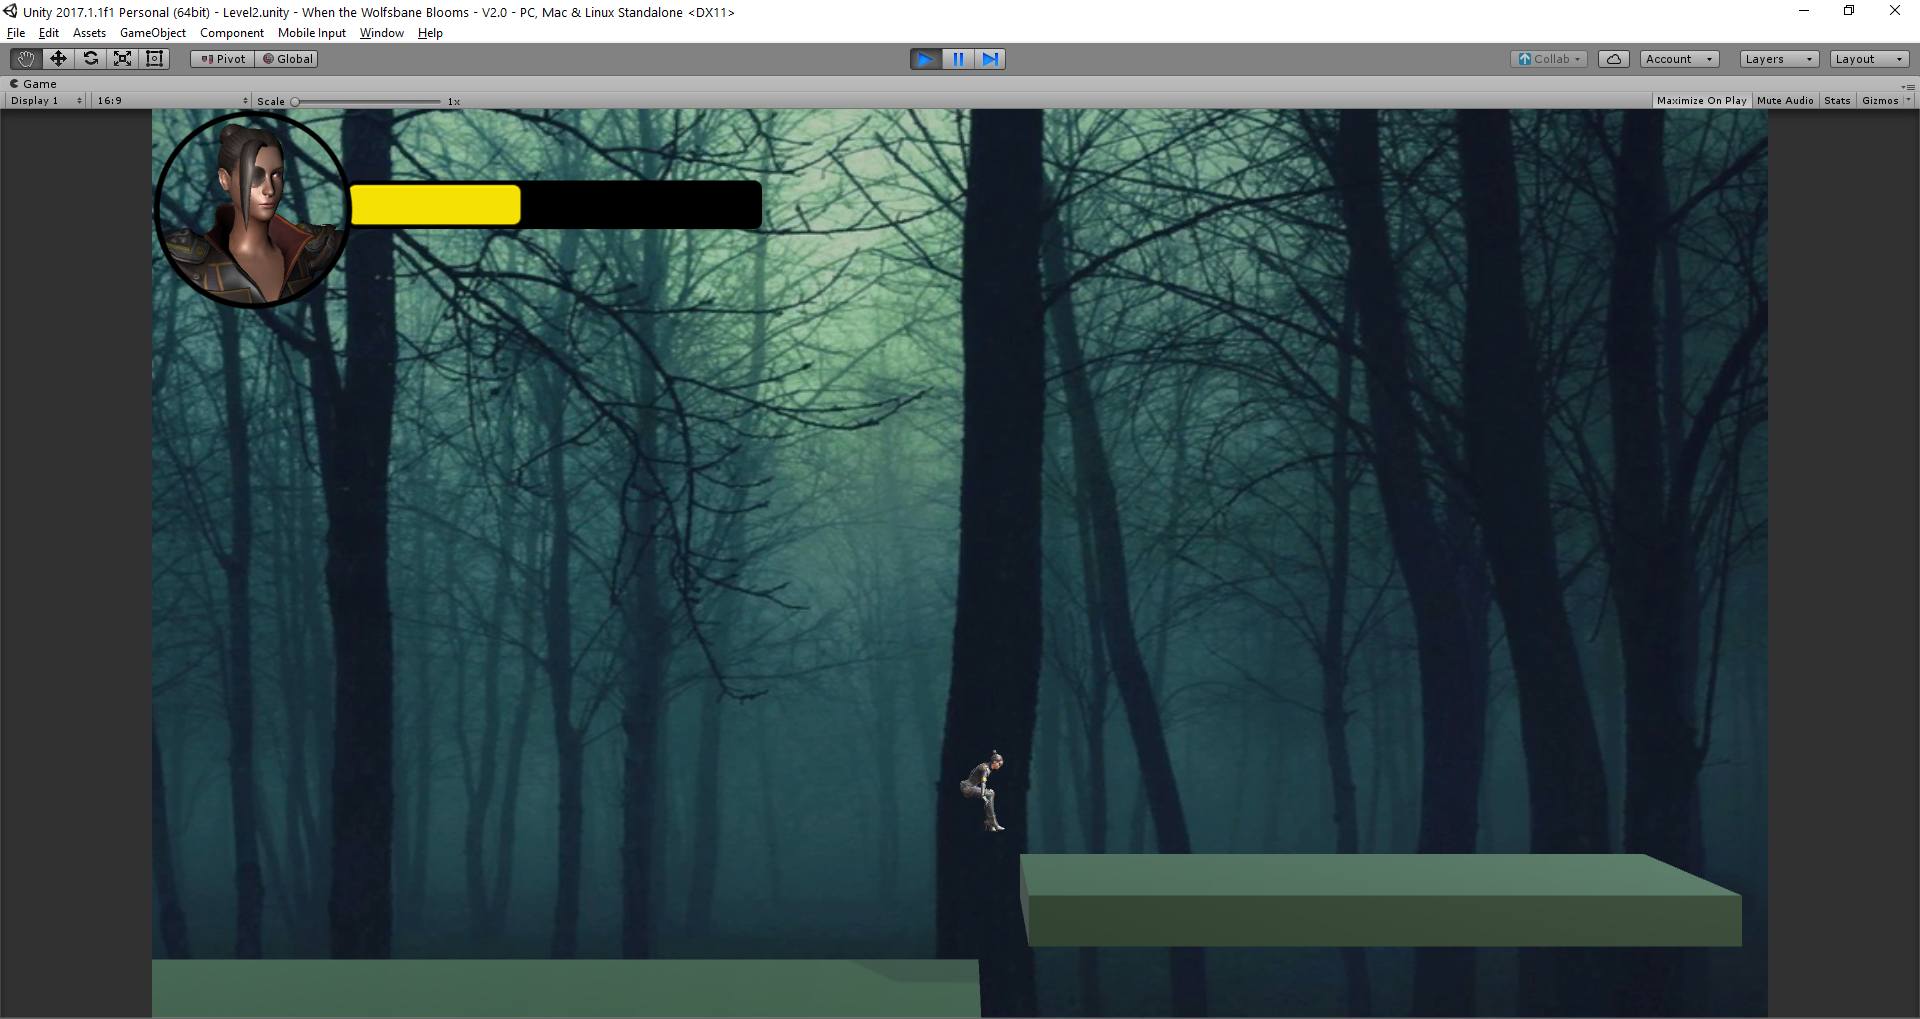 Unity 2017.1.1f1 Personal (64bit) - Level2.unity - When the Wolfsbane Blooms - V2.0 - PC, Mac & Linux Standalone <DX11>
File Edit Assets GameObject Component Mobile Input Window Help
Pivot Global Collab Account Layers Layout
Game
Display 1 16:9 Scale 1x Maximize On Play Mute Audio Stats Gizmos